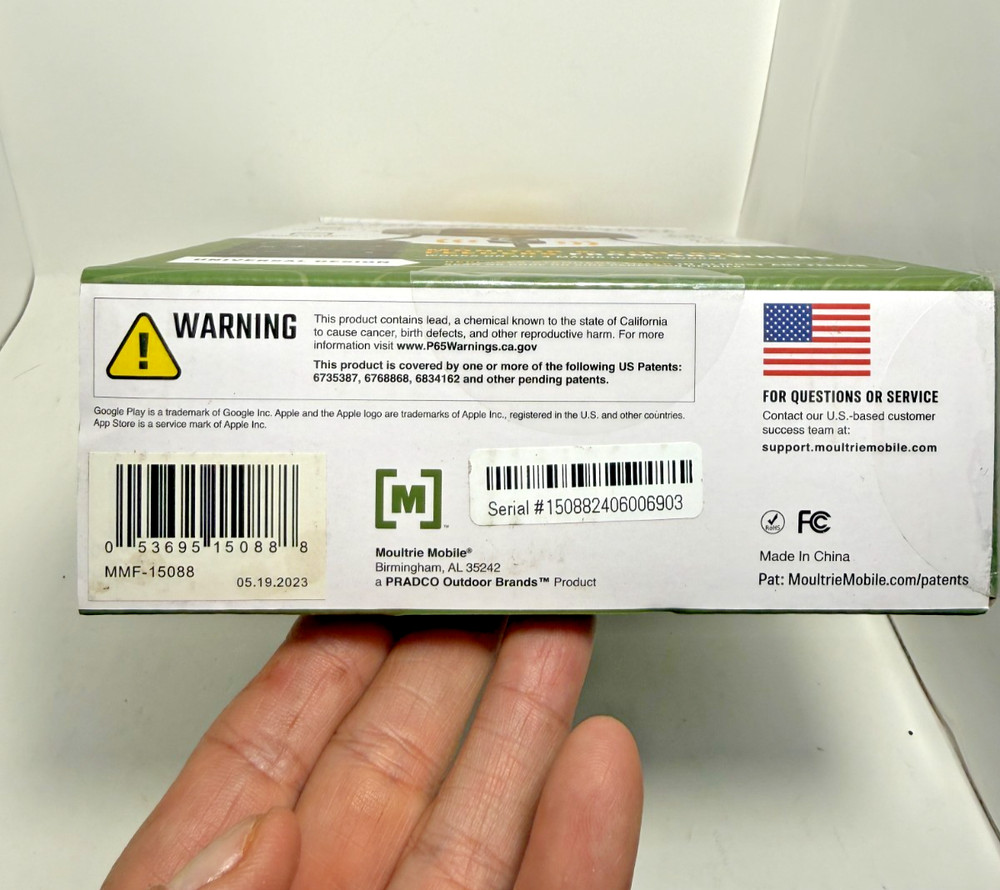 UNIVERSAL DESIGN
WARNING
This product contains lead, a chemical known to the state of California
to cause cancer, birth defects, and other reproductive harm. For more
information visit www.P65Warnings.ca.gov
This product is covered by one or more of the following US Patents:
6735387, 6768868, 6834162 and other pending patents.
Google Play is a trademark of Google Inc. Apple and the Apple logo are trademarks of Apple Inc., registered in the U.S. and other countries.
App Store is a service mark of Apple Inc.
0 53695 15088 8
MMF-15088
05.19.2023
[M]™
Moultrie Mobile®
Birmingham, AL 35242
a PRADCO Outdoor Brands™ Product
Serial #150882406006903
FOR QUESTIONS OR SERVICE
Contact our U.S.-based customer
success team at:
support.moultriemobile.com
RoHS
FC
Made In China
Pat: MoultrieMobile.com/patents